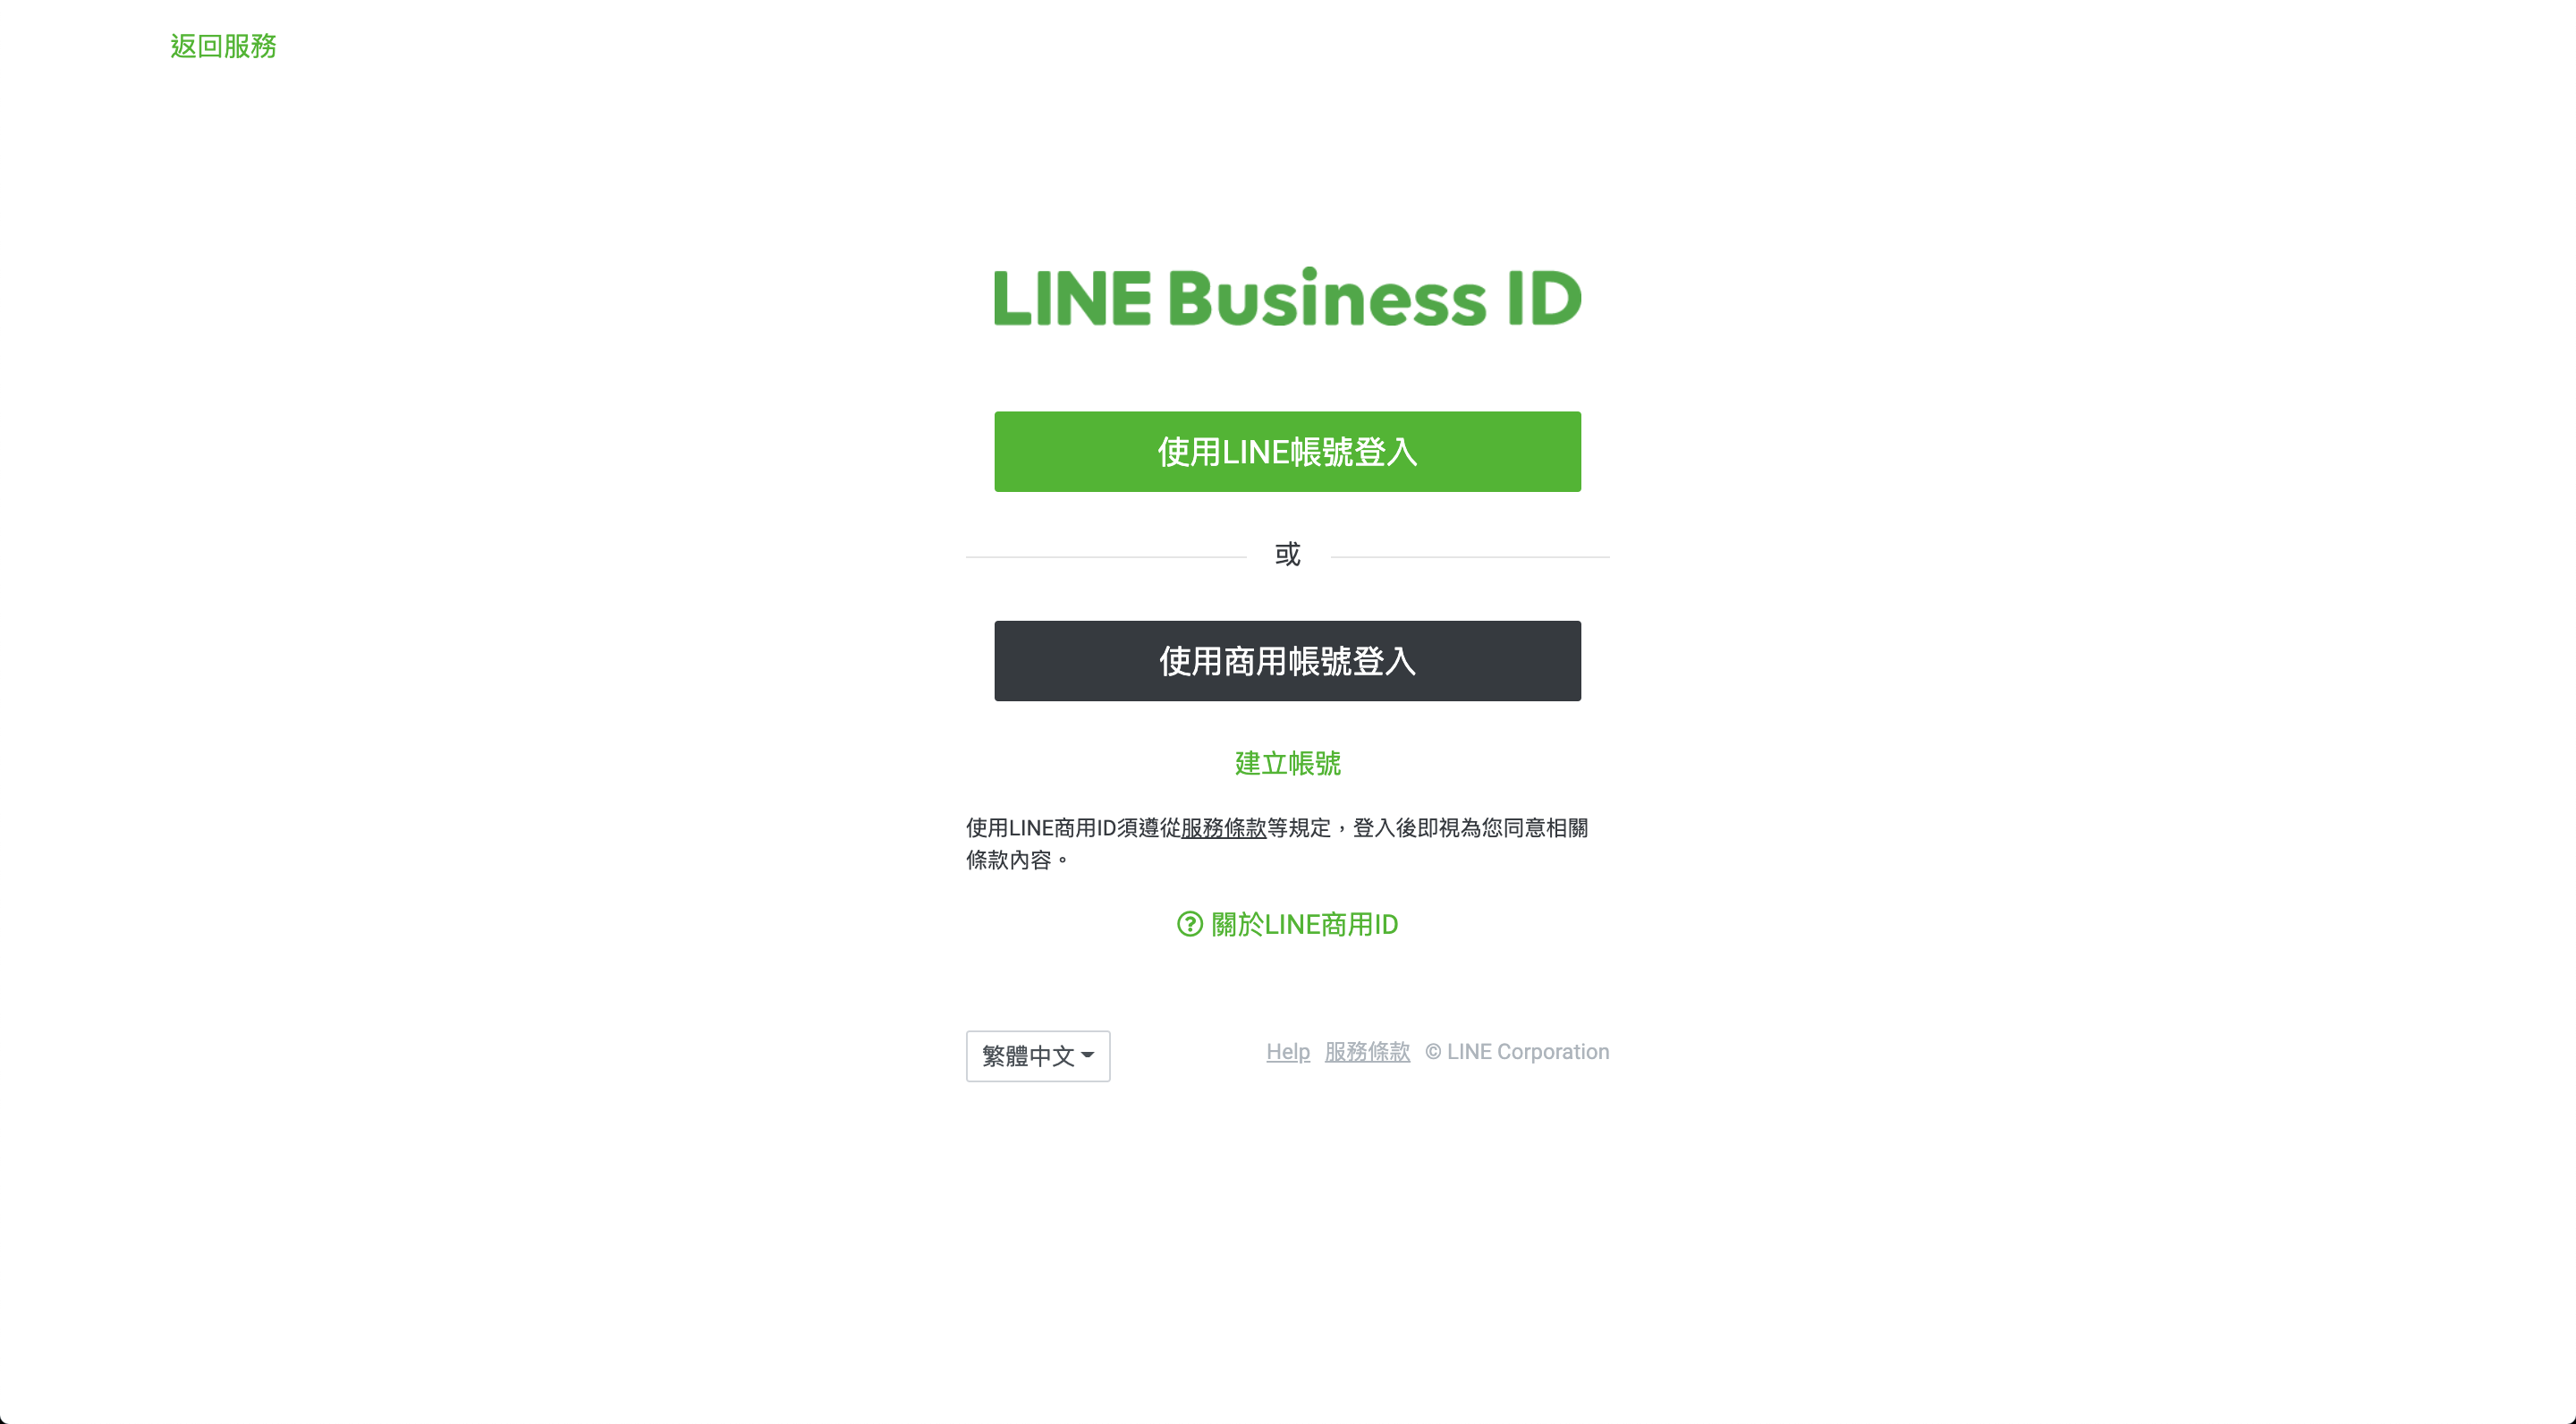 返回服務
LINE Business ID
使用LINE帳號登入
或
使用商用帳號登入
建立帳號
使用LINE商用ID須遵從服務條款等規定，登入後即視為您同意相關
條款內容。
關於LINE商用ID
繁體中文
Help 服務條款 © LINE Corporation